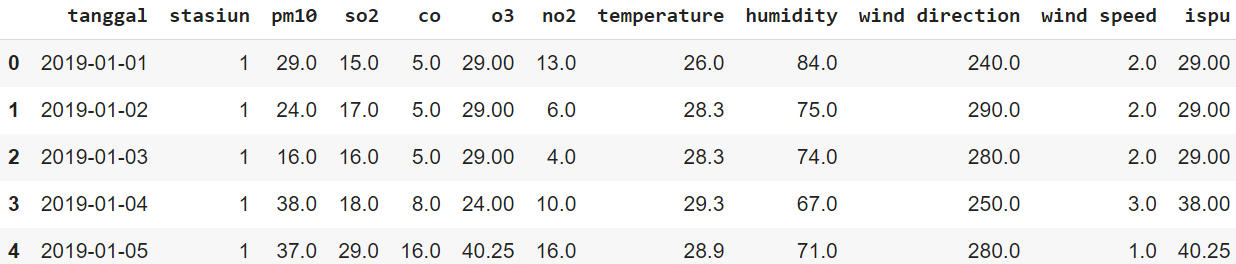 tanggal stasiun pm10 so2 co o3 no2 temperature humidity wind direction wind speed ispu
0 2019-01-01 1 29.0 15.0 5.0 29.00 13.0 26.0 84.0 240.0 2.0 29.00
1 2019-01-02 1 24.0 17.0 5.0 29.00 6.0 28.3 75.0 290.0 2.0 29.00
2 2019-01-03 1 16.0 16.0 5.0 29.00 4.0 28.3 74.0 280.0 2.0 29.00
3 2019-01-04 1 38.0 18.0 8.0 24.00 10.0 29.3 67.0 250.0 3.0 38.00
4 2019-01-05 1 37.0 29.0 16.0 40.25 16.0 28.9 71.0 280.0 1.0 40.25